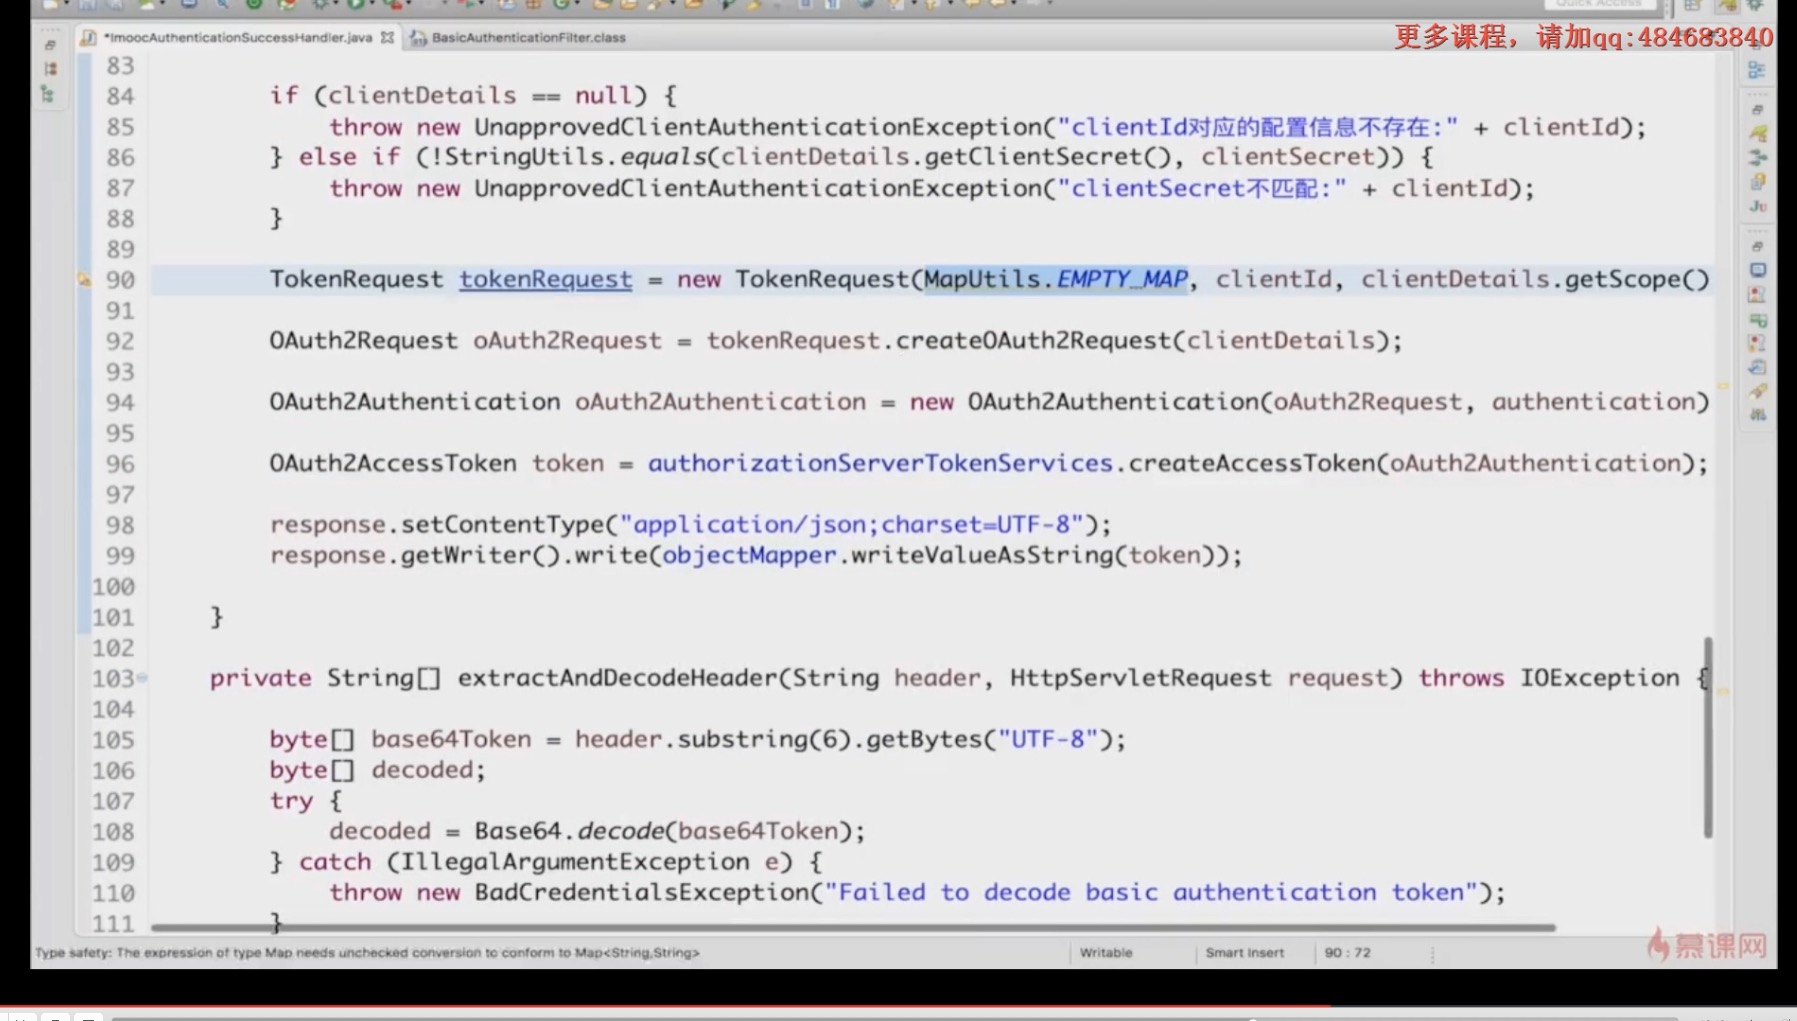 Quick Access
更多课程，请加qq:484683840
*ImoocAuthenticationSuccessHandler.java
BasicAuthenticationFilter.class
83
84 if (clientDetails == null) {
85 throw new UnapprovedClientAuthenticationException("clientId对应的配置信息不存在:" + clientId);
86 } else if (!StringUtils.equals(clientDetails.getClientSecret(), clientSecret)) {
87 throw new UnapprovedClientAuthenticationException("clientSecret不匹配:" + clientId);
88 }
89
90 TokenRequest tokenRequest = new TokenRequest(MapUtils.EMPTY_MAP, clientId, clientDetails.getScope()
91
92 OAuth2Request oAuth2Request = tokenRequest.createOAuth2Request(clientDetails);
93
94 OAuth2Authentication oAuth2Authentication = new OAuth2Authentication(oAuth2Request, authentication)
95
96 OAuth2AccessToken token = authorizationServerTokenServices.createAccessToken(oAuth2Authentication);
97
98 response.setContentType("application/json;charset=UTF-8");
99 response.getWriter().write(objectMapper.writeValueAsString(token));
100
101 }
102
103 private String[] extractAndDecodeHeader(String header, HttpServletRequest request) throws IOException {
104
105 byte[] base64Token = header.substring(6).getBytes("UTF-8");
106 byte[] decoded;
107 try {
108 decoded = Base64.decode(base64Token);
109 } catch (IllegalArgumentException e) {
110 throw new BadCredentialsException("Failed to decode basic authentication token");
111 }
Type safety: The expression of type Map needs unchecked conversion to conform to Map<String,String>
Writable
Smart Insert
90 : 72
慕课网
Ju